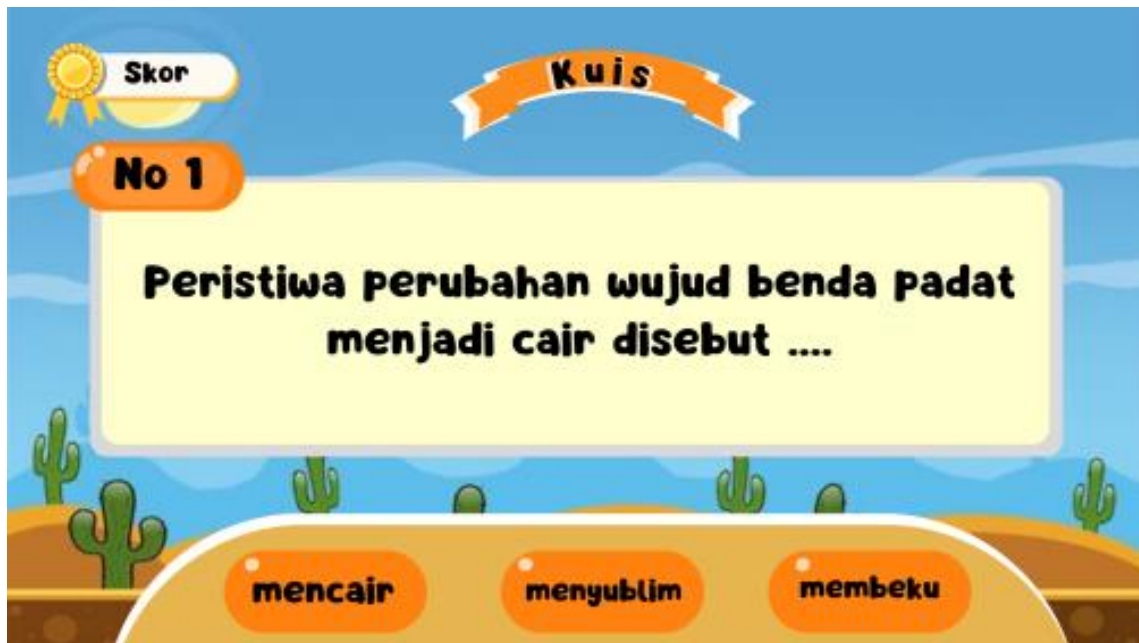 Skor
Kuis
No 1
Peristiwa perubahan wujud benda padat
menjadi cair disebut ....
mencair
menyublim
membeku